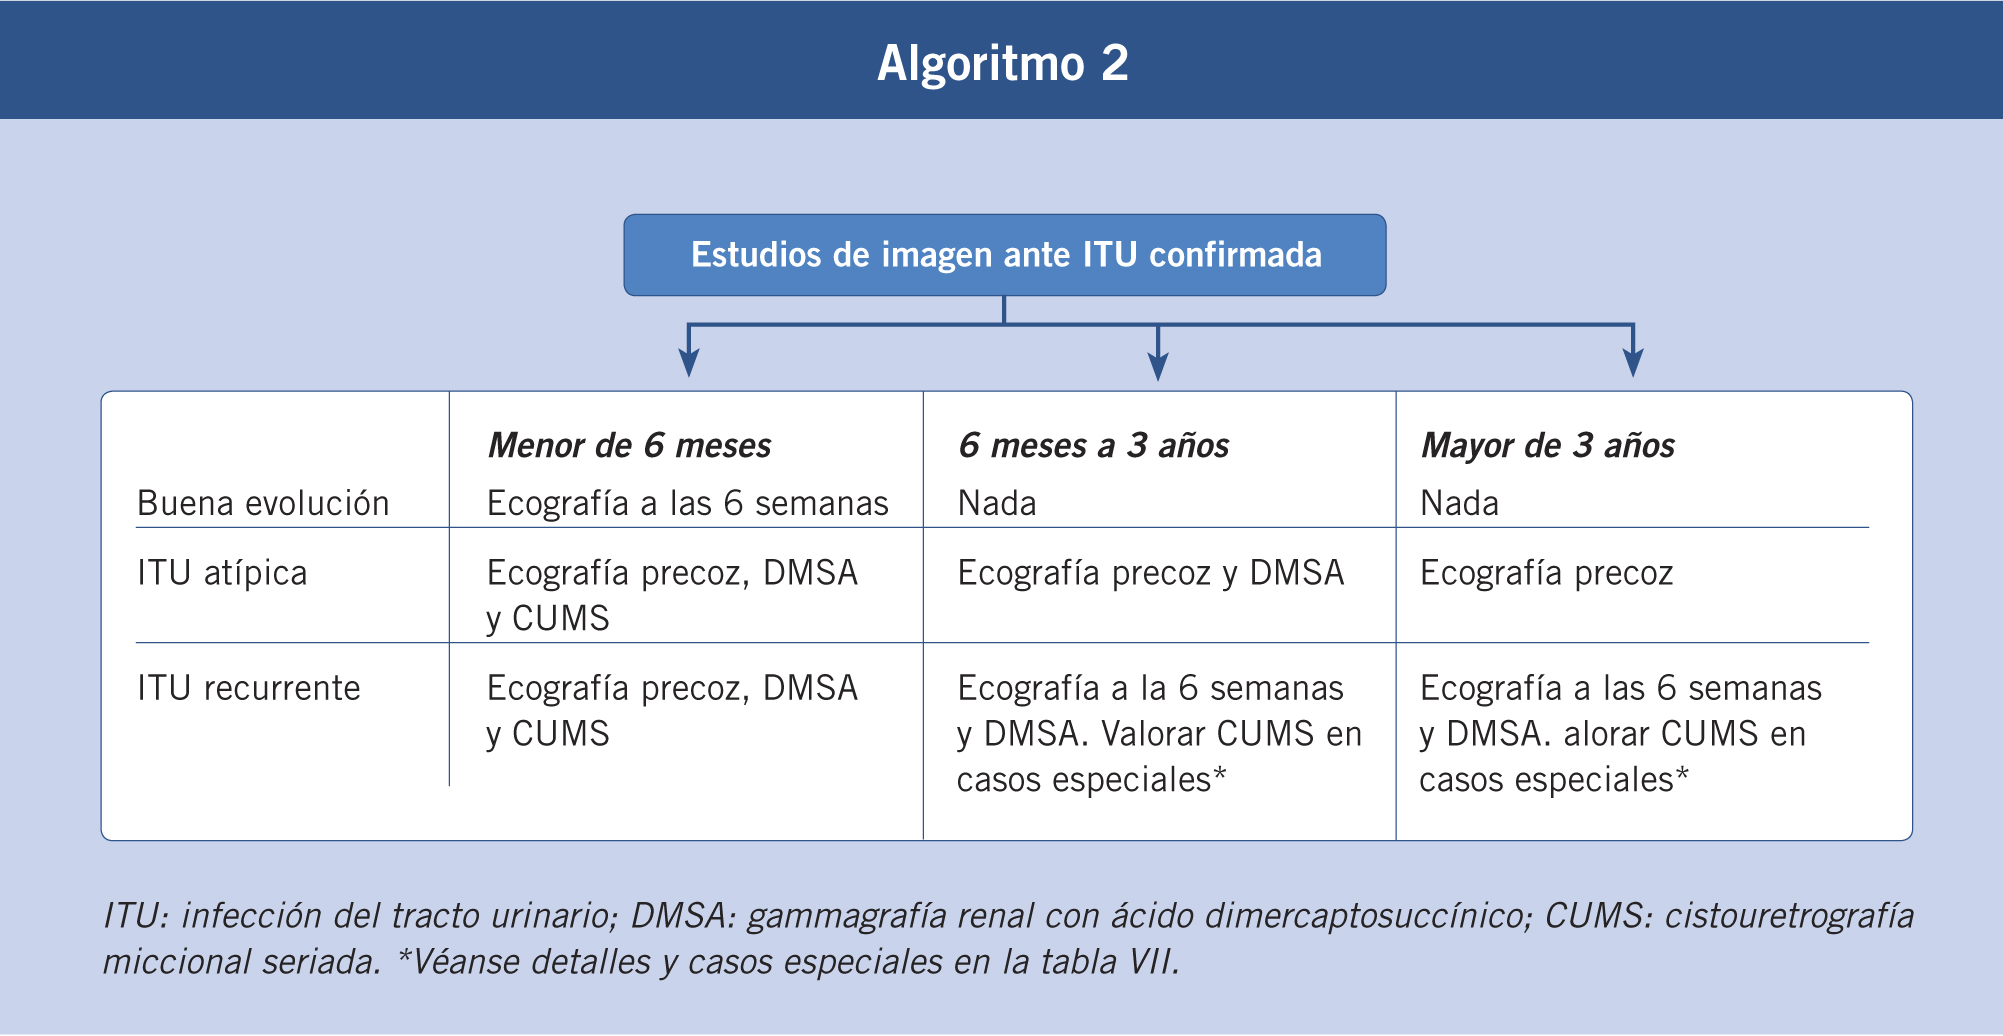 Algoritmo 2
Estudios de imagen ante ITU confirmada
Menor de 6 meses
6 meses a 3 años
Mayor de 3 años
Buena evolución
Ecografía a las 6 semanas
Nada
Nada
ITU atípica
Ecografía precoz, DMSA
y CUMS
Ecografía precoz y DMSA
Ecografía precoz
ITU recurrente
Ecografía precoz, DMSA
y CUMS
Ecografía a la 6 semanas
y DMSA. Valorar CUMS en
casos especiales*
Ecografía a las 6 semanas
y DMSA. alorar CUMS en
casos especiales*
ITU: infección del tracto urinario; DMSA: gammagrafía renal con ácido dimercaptosuccínico; CUMS: cistouretrografía
miccional seriada. *Véanse detalles y casos especiales en la tabla VII.